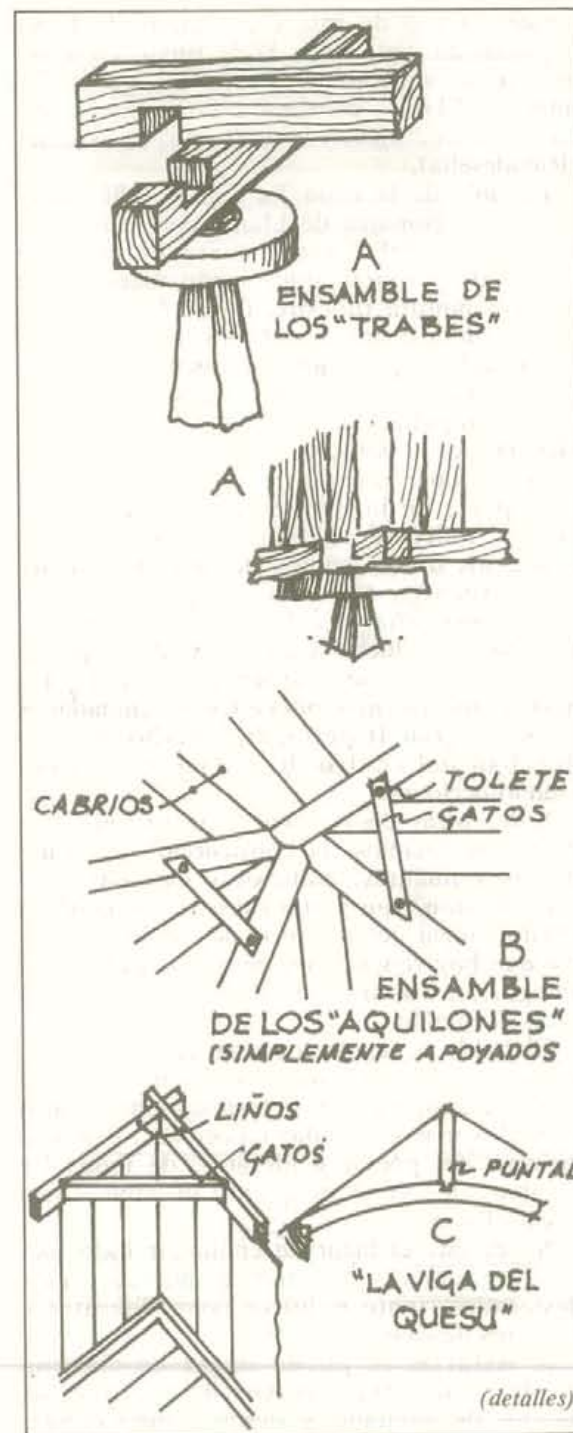 A
ENSAMBLE DE
LOS "TRABES"
A
CABRIOS
TOLETE
GATOS
B
ENSAMBLE
DE LOS "AQUILONES"
(SIMPLEMENTE APOYADOS
LIÑOS
GATOS
PUNTAL
C
"LA VIGA DEL
QUESU"
(detalles)